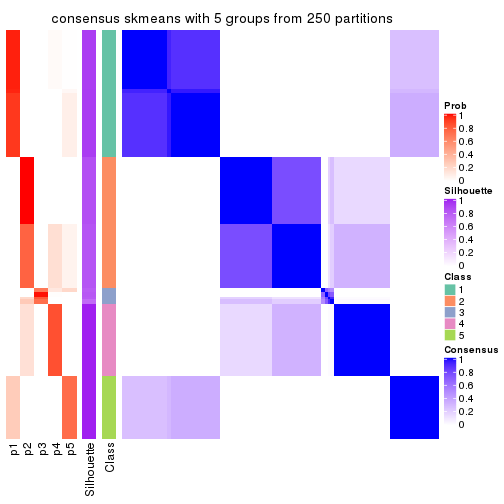 consensus skmeans with 5 groups from 250 partitions
Prob
1
0.8
0.6
0.4
0.2
0
Silhouette
1
0.8
0.6
0.4
0.2
0
Class
1
2
3
4
5
Consensus
1
0.8
0.6
0.4
0.2
0
p1
p2
p3
p4
p5
Silhouette
Class